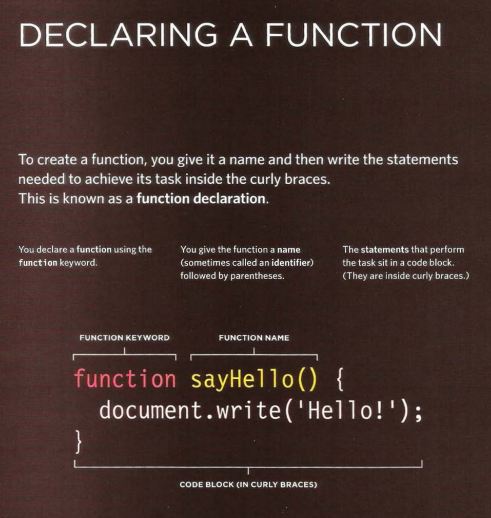 DECLARING A FUNCTION
To create a function, you give it a name and then write the statements
needed to achieve its task inside the curly braces.
This is known as a function declaration.
You declare a function using the
function keyword.
You give the function a name
(sometimes called an identifier)
followed by parentheses.
The statements that perform
the task sit in a code block.
(They are inside curly braces.)
FUNCTION KEYWORD
FUNCTION NAME
function sayHello() {
  document.write('Hello!');
}
CODE BLOCK (IN CURLY BRACES)